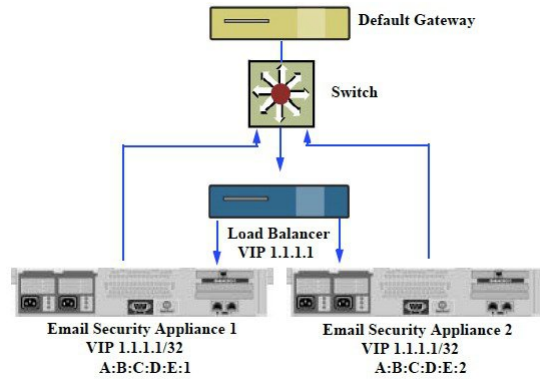 Default Gateway
Switch
Load Balancer
VIP 1.1.1.1
Email Security Appliance 1
VIP 1.1.1.1/32
A:B:C:D:E:1
Email Security Appliance 2
VIP 1.1.1.1/32
A:B:C:D:E:2